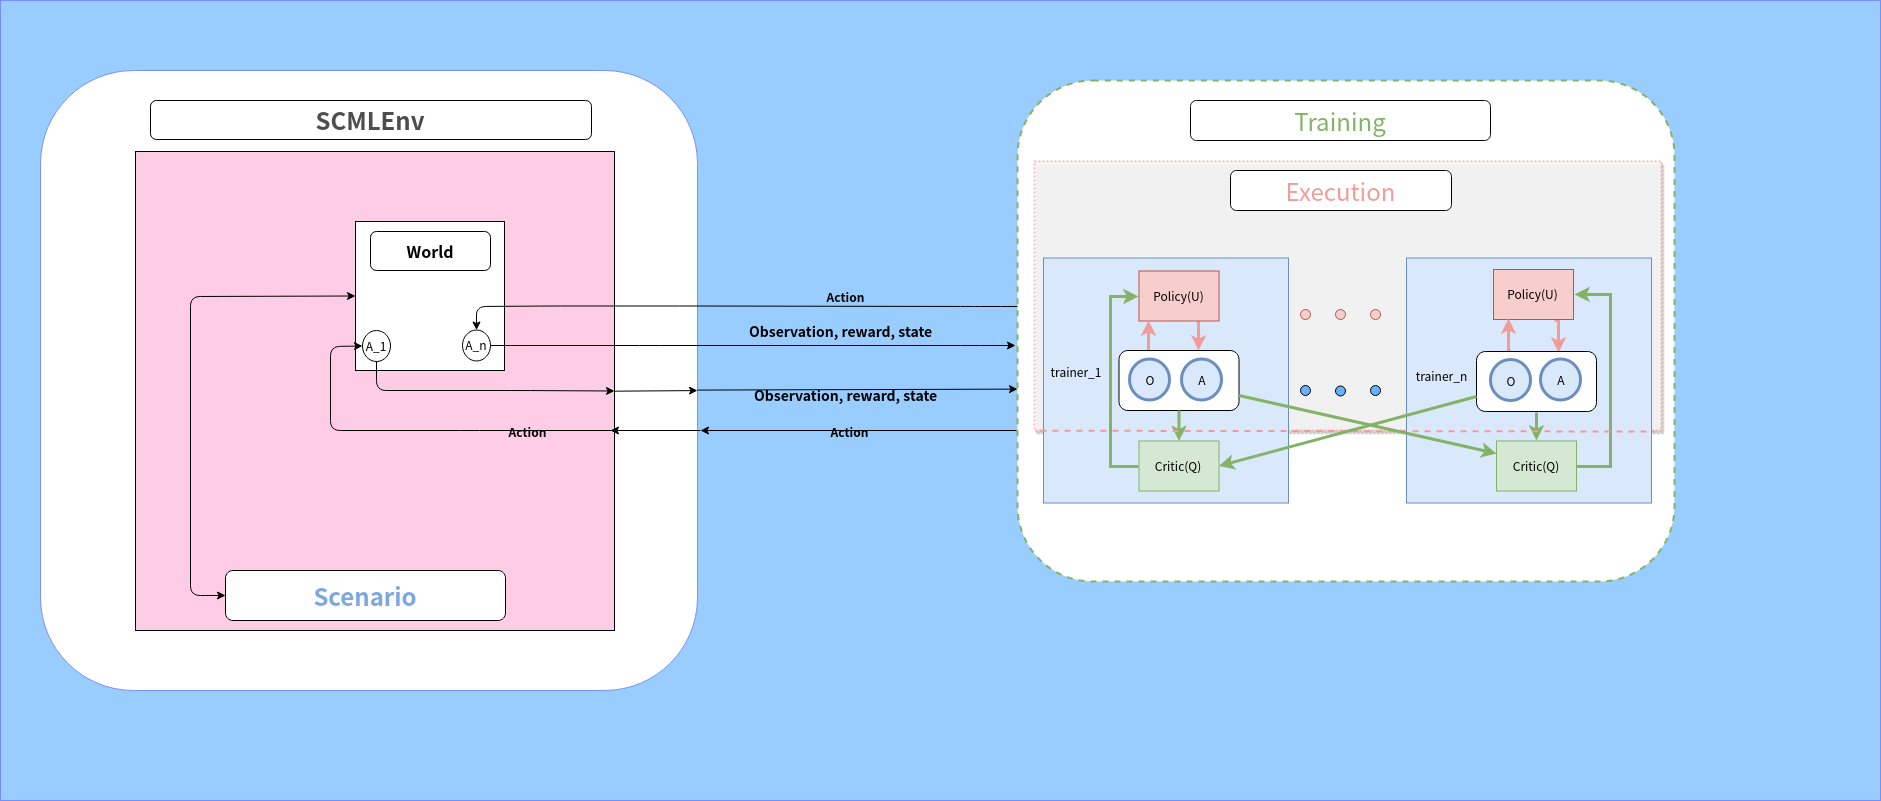 SCMLEnv
World
A_1
A_n
Scenario
Action
Action
Observation, reward, state
Observation, reward, state
Action
Training
Execution
trainer_1
Policy(U)
O
A
Critic(Q)
trainer_n
Policy(U)
O
A
Critic(Q)